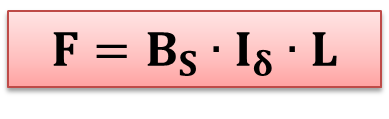 F = B_S · I_δ · L